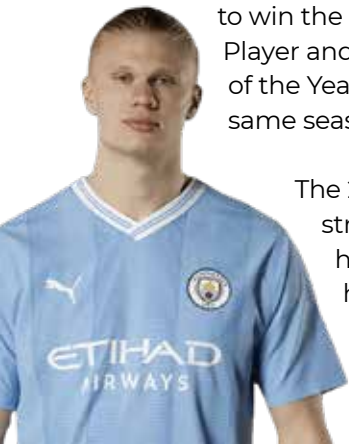 to win the
Player and
of the Yea
same seas
The
str
h
h
ETIHAD
AIRWAYS